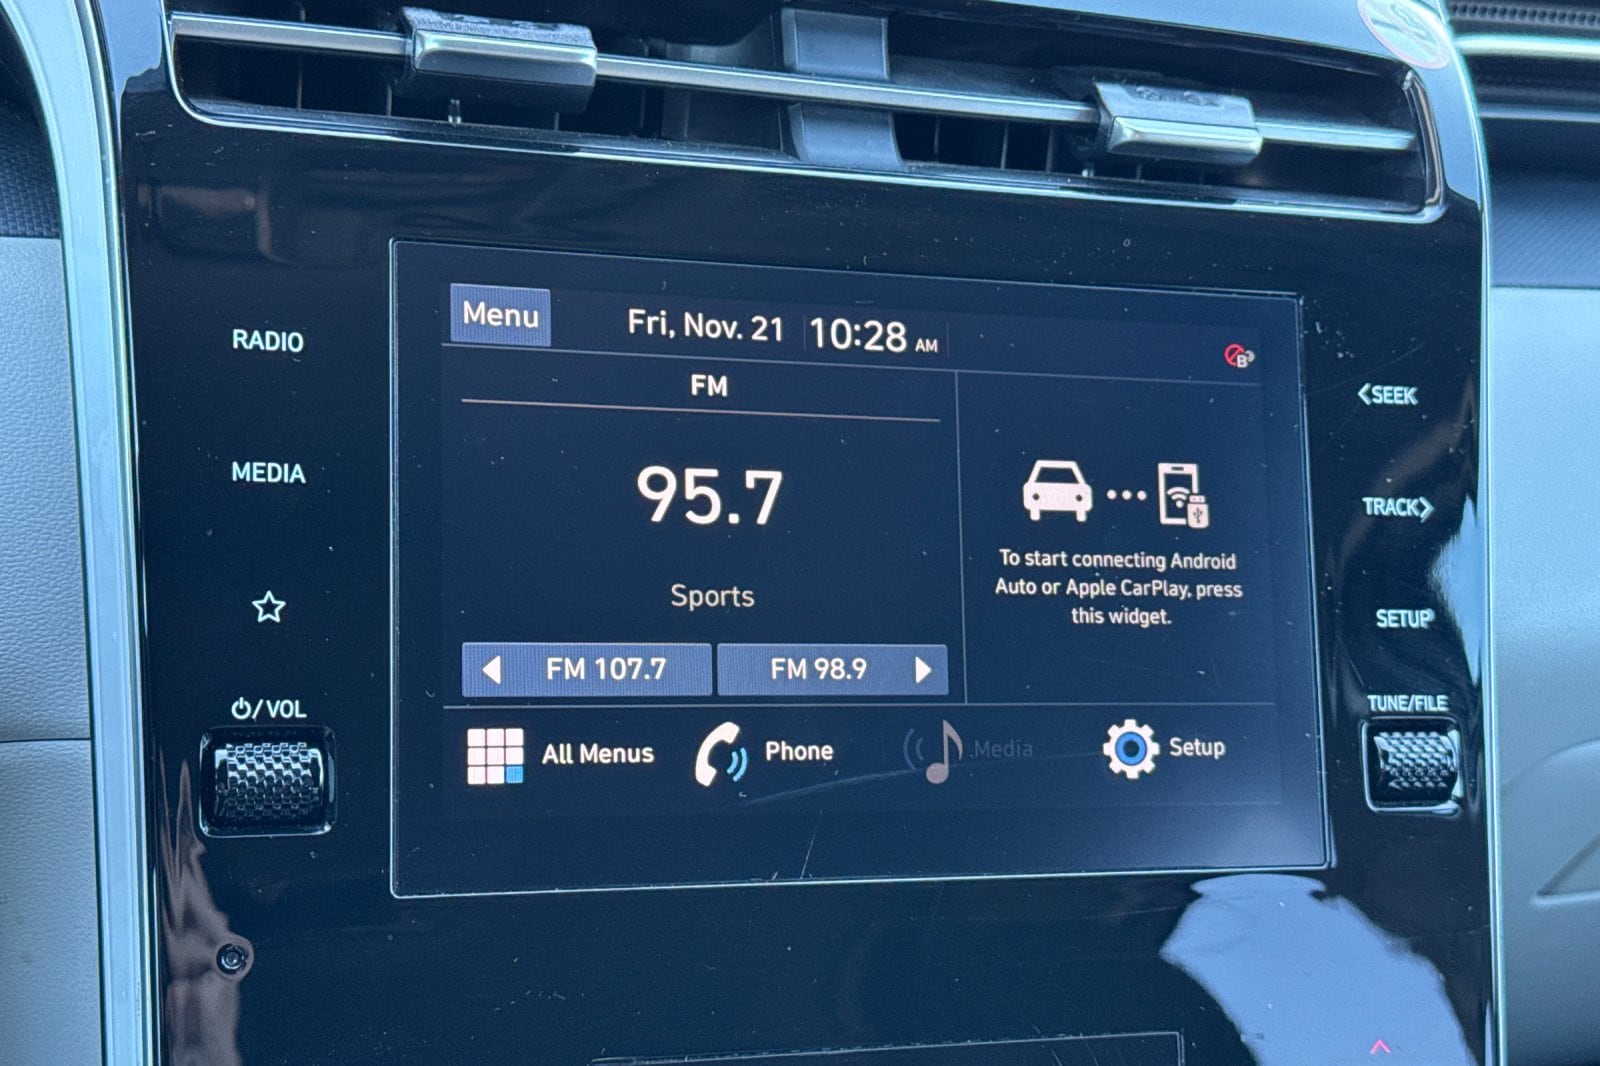 Menu
Fri, Nov. 21 10:28 AM
B
FM
95.7
Sports
FM 107.7
FM 98.9
To start connecting Android
Auto or Apple CarPlay, press
this widget.
All Menus
Phone
Media
Setup
RADIO
MEDIA
/VOL
<SEEK
TRACK>
SETUP
TUNE/FILE